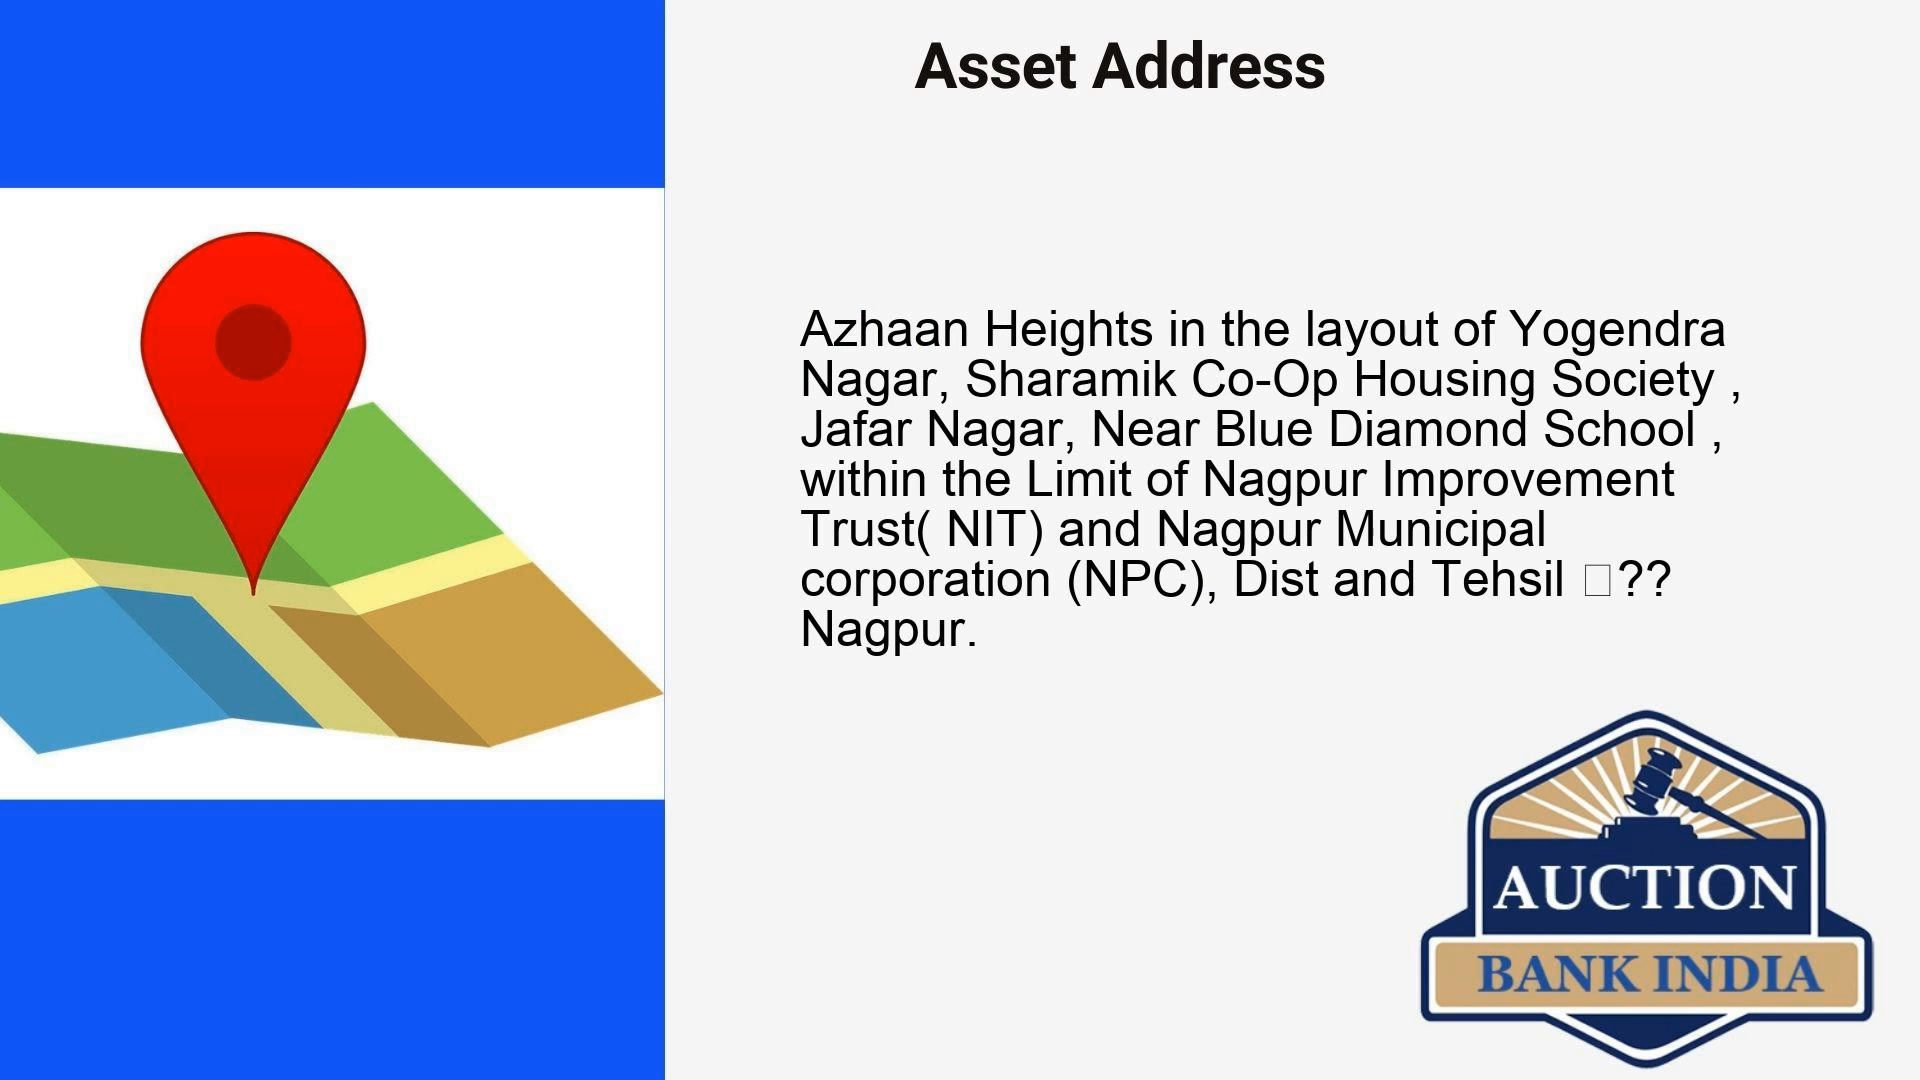 Asset Address
Azhaan Heights in the layout of Yogendra
Nagar, Sharamik Co-Op Housing Society ,
Jafar Nagar, Near Blue Diamond School ,
within the Limit of Nagpur Improvement
Trust( NIT) and Nagpur Municipal
corporation (NPC), Dist and Tehsil □??
Nagpur.
AUCTION
BANK INDIA